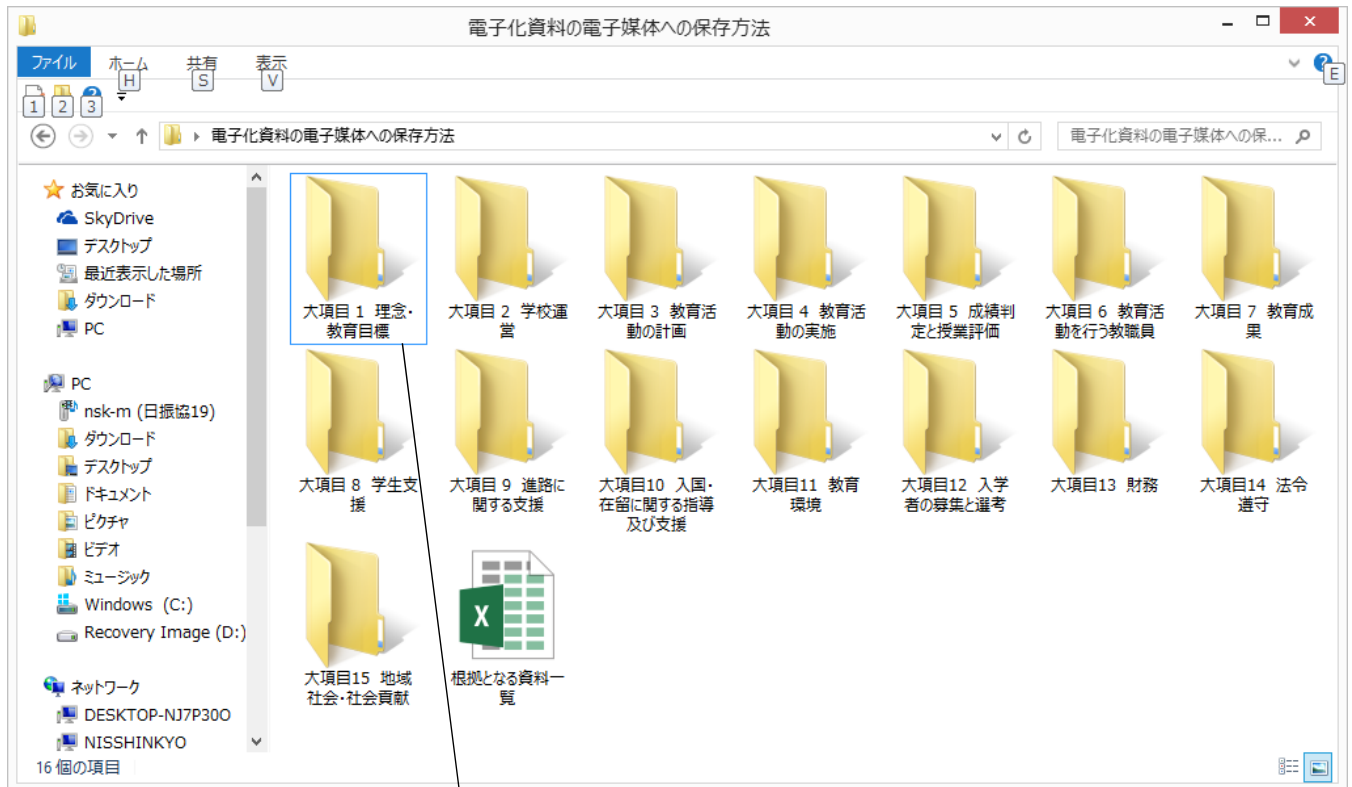 電子化資料の電子媒体への保存方法
ファイル ホーム 共有 表示
H S V E
1 2 3
電子化資料の電子媒体への保存方法
電子化資料の電子媒体への保...
お気に入り
SkyDrive
デスクトップ
最近表示した場所
ダウンロード
PC
PC
nsk-m (日振協19)
ダウンロード
デスクトップ
ドキュメント
ピクチャ
ビデオ
ミュージック
Windows (C:)
Recovery Image (D:)
ネットワーク
DESKTOP-NJ7P30O
NISSHINKYO
大項目 1 理念・
教育目標
大項目 2 学校運
営
大項目 3 教育活
動の計画
大項目 4 教育活
動の実施
大項目 5 成績判
定と授業評価
大項目 6 教育活
動を行う教職員
大項目 7 教育成
果
大項目 8 学生支
援
大項目 9 進路に
関する支援
大項目10 入国・
在留に関する指導
及び支援
大項目11 教育
環境
大項目12 入学
者の募集と選考
大項目13 財務
大項目14 法令
遵守
大項目15 地域
社会・社会貢献
根拠となる資料一
覧
16 個の項目